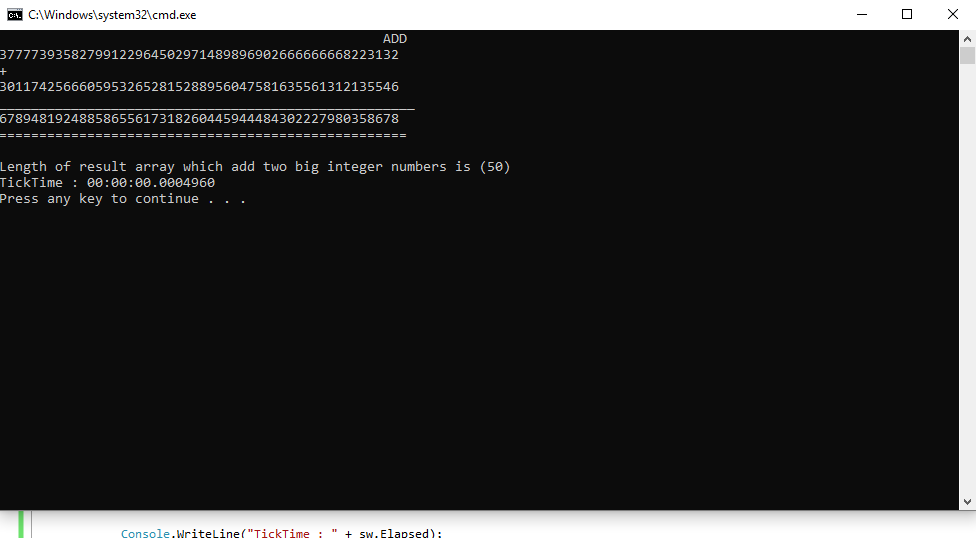 ADD
37777393582799122964502971489896902666666668223132
+
30117425666059532652815288956047581635561312135546
____________________________________________________
67894819248858655617318260445944484302227980358678
===================================================
Length of result array which add two big integer numbers is (50)
TickTime : 00:00:00.0004960
Press any key to continue . . .
C:\Windows\system32\cmd.exe
Console.WriteLine("TickTime : " + sw.Elapsed);